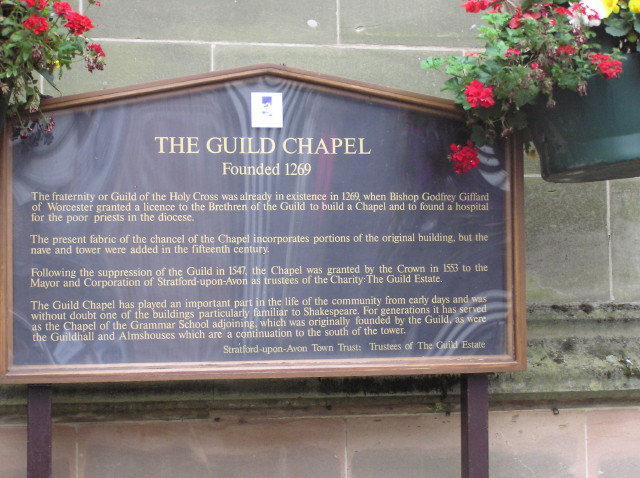 THE GUILD CHAPEL
Founded 1269
The fraternity or Guild of the Holy Cross was already in existence in 1269, when Bishop Godfrey Giffard
of Worcester granted a licence to the Brethren of the Guild to build a Chapel and to found a hospital
for the poor priests in the diocese.
The present fabric of the chancel of the Chapel incorporates portions of the original building, but the
nave and tower were added in the fifteenth century.
Following the suppression of the Guild in 1547, the Chapel was granted by the Crown in 1553 to the
Mayor and Corporation of Stratford-upon-Avon as trustees of the Charity: The Guild Estate.
The Guild Chapel has played an important part in the life of the community from early days and was
without doubt one of the buildings particularly familiar to Shakespeare. For generations it has served
as the Chapel of the Grammar School adjoining, which was originally founded by the Guild, as were
the Guildhall and Almshouses which are a continuation to the south of the tower.
Stratford-upon-Avon Town Trust: Trustees of The Guild Estate